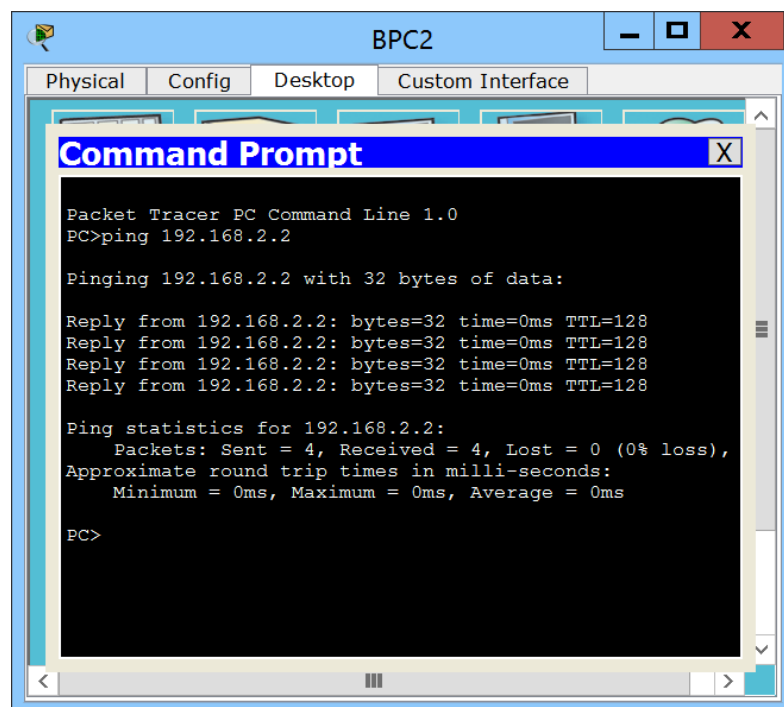 BPC2
X
Physical Config Desktop Custom Interface
Command Prompt X
Packet Tracer PC Command Line 1.0
PC>ping 192.168.2.2
Pinging 192.168.2.2 with 32 bytes of data:
Reply from 192.168.2.2: bytes=32 time=0ms TTL=128
Reply from 192.168.2.2: bytes=32 time=0ms TTL=128
Reply from 192.168.2.2: bytes=32 time=0ms TTL=128
Reply from 192.168.2.2: bytes=32 time=0ms TTL=128
Ping statistics for 192.168.2.2:
    Packets: Sent = 4, Received = 4, Lost = 0 (0% loss),
Approximate round trip times in milli-seconds:
    Minimum = 0ms, Maximum = 0ms, Average = 0ms
PC>